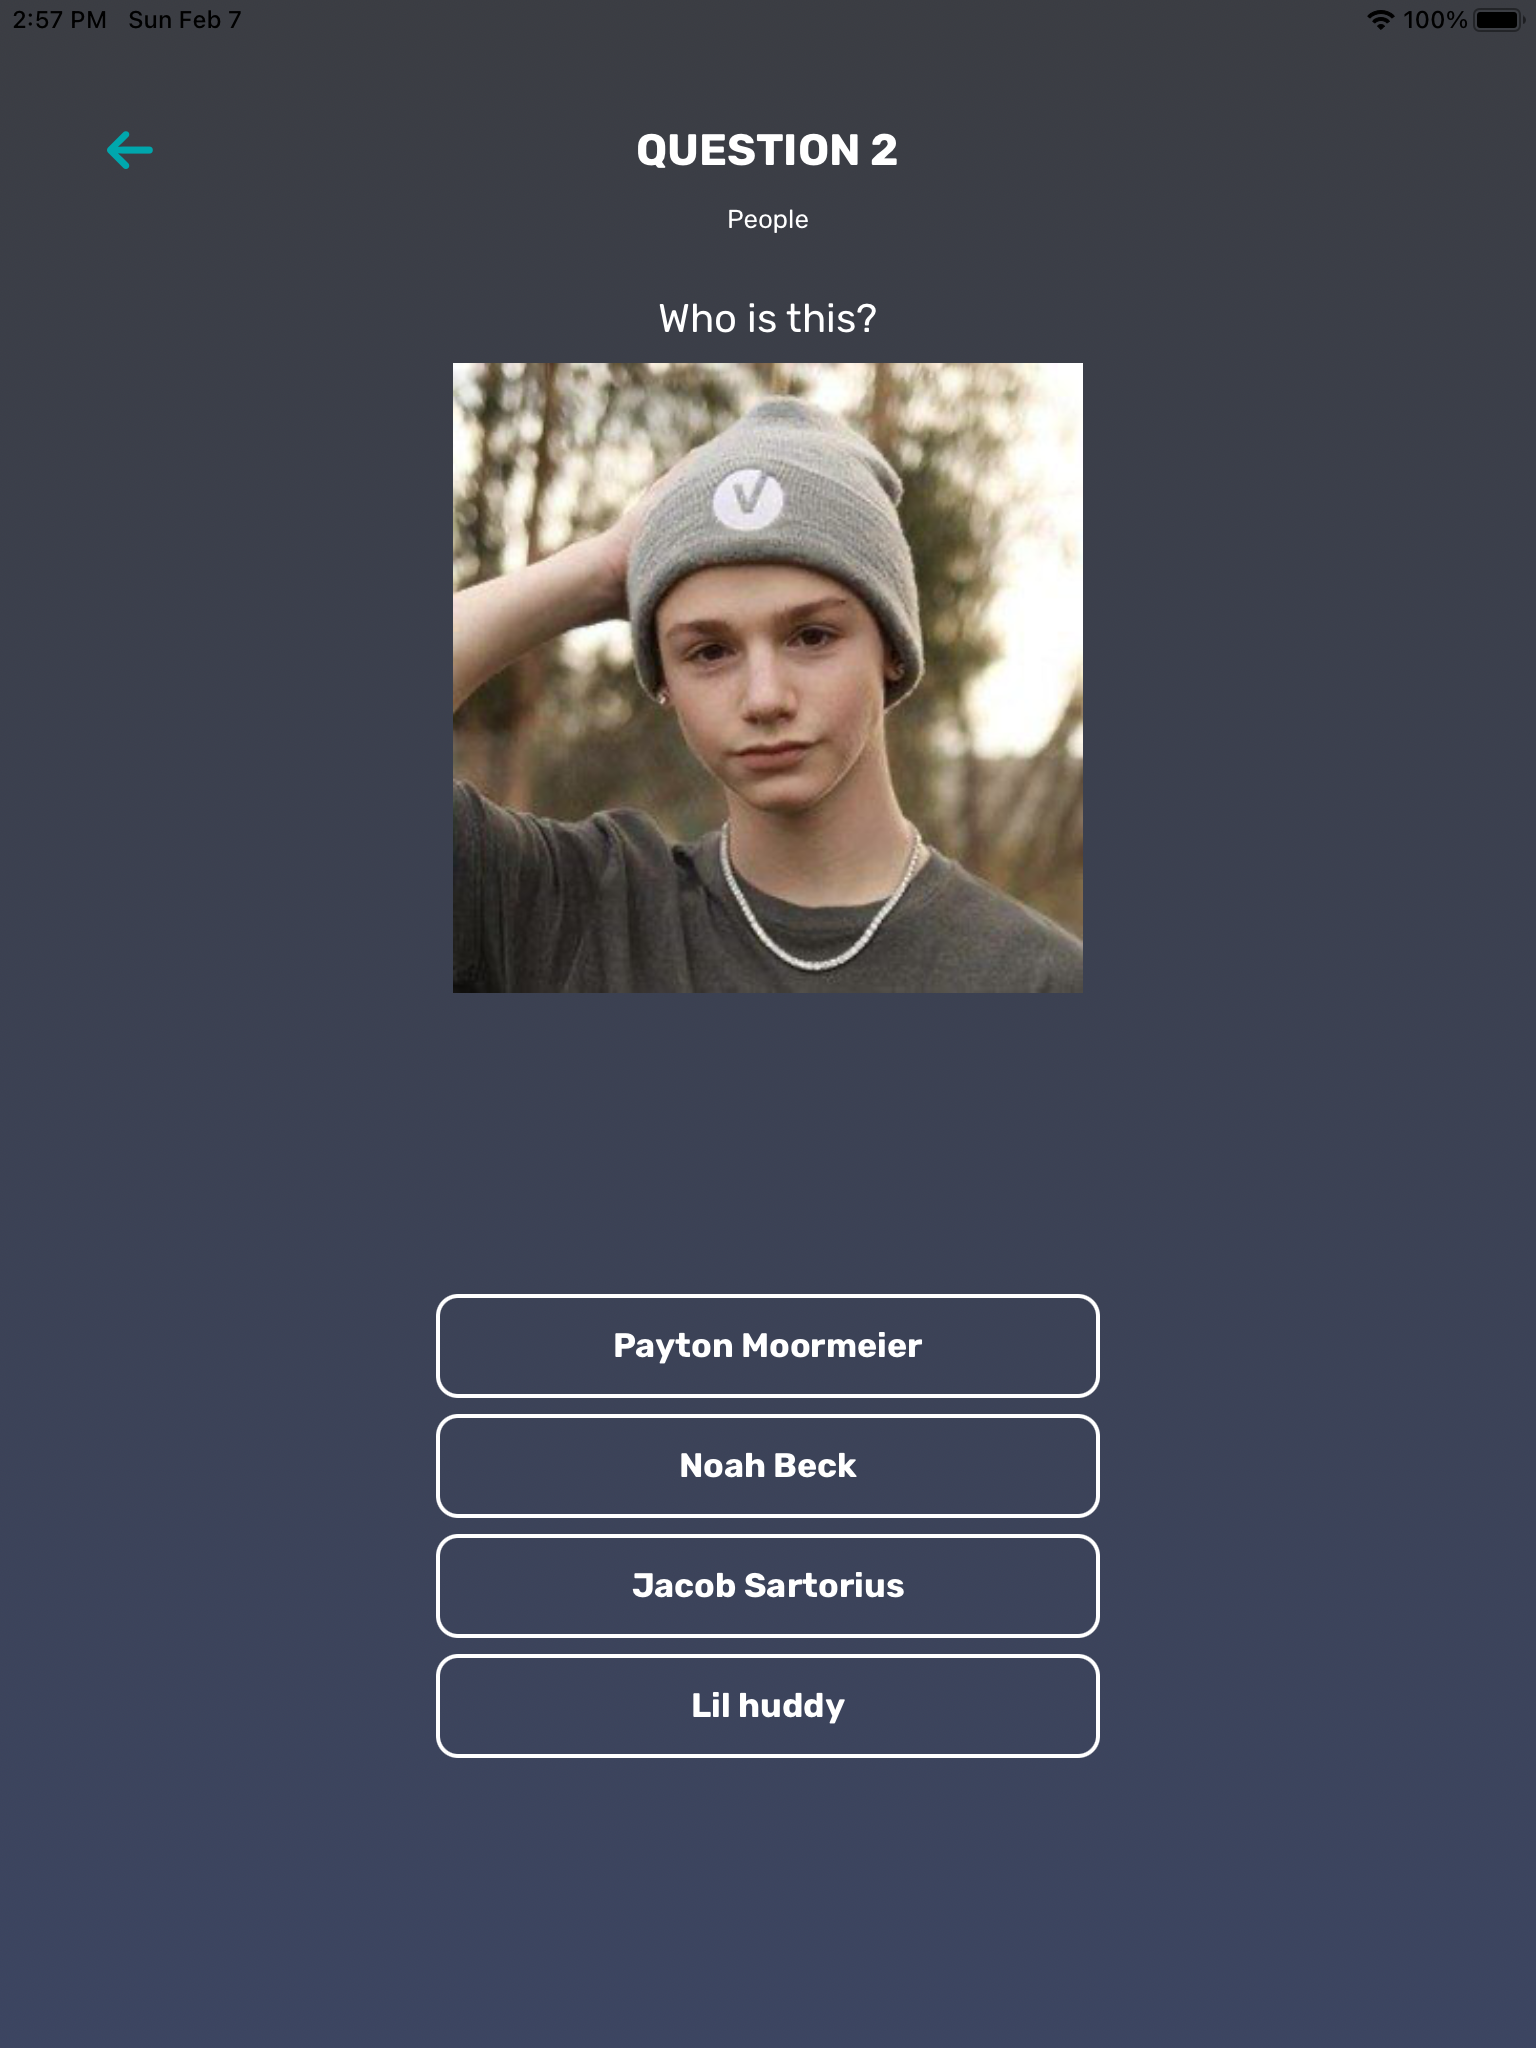 2:57 PM Sun Feb 7 100%
QUESTION 2
People
Who is this?
V
Payton Moormeier
Noah Beck
Jacob Sartorius
Lil huddy